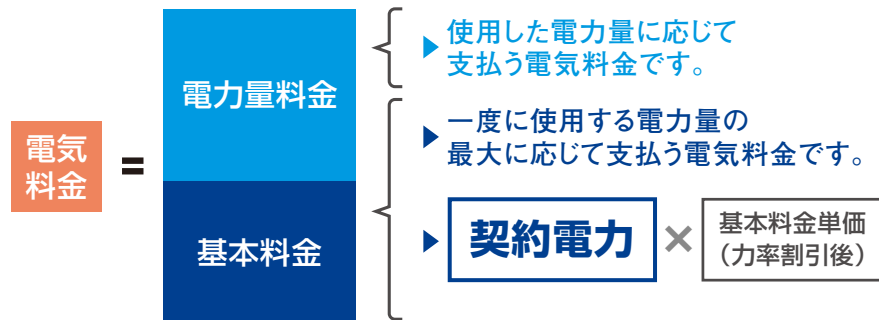 電気
料金
=
電力量料金
基本料金
▶使用した電力量に応じて
支払う電気料金です。
▶一度に使用する電力量の
最大に応じて支払う電気料金です。
▶契約電力×基本料金単価
(力率割引後)